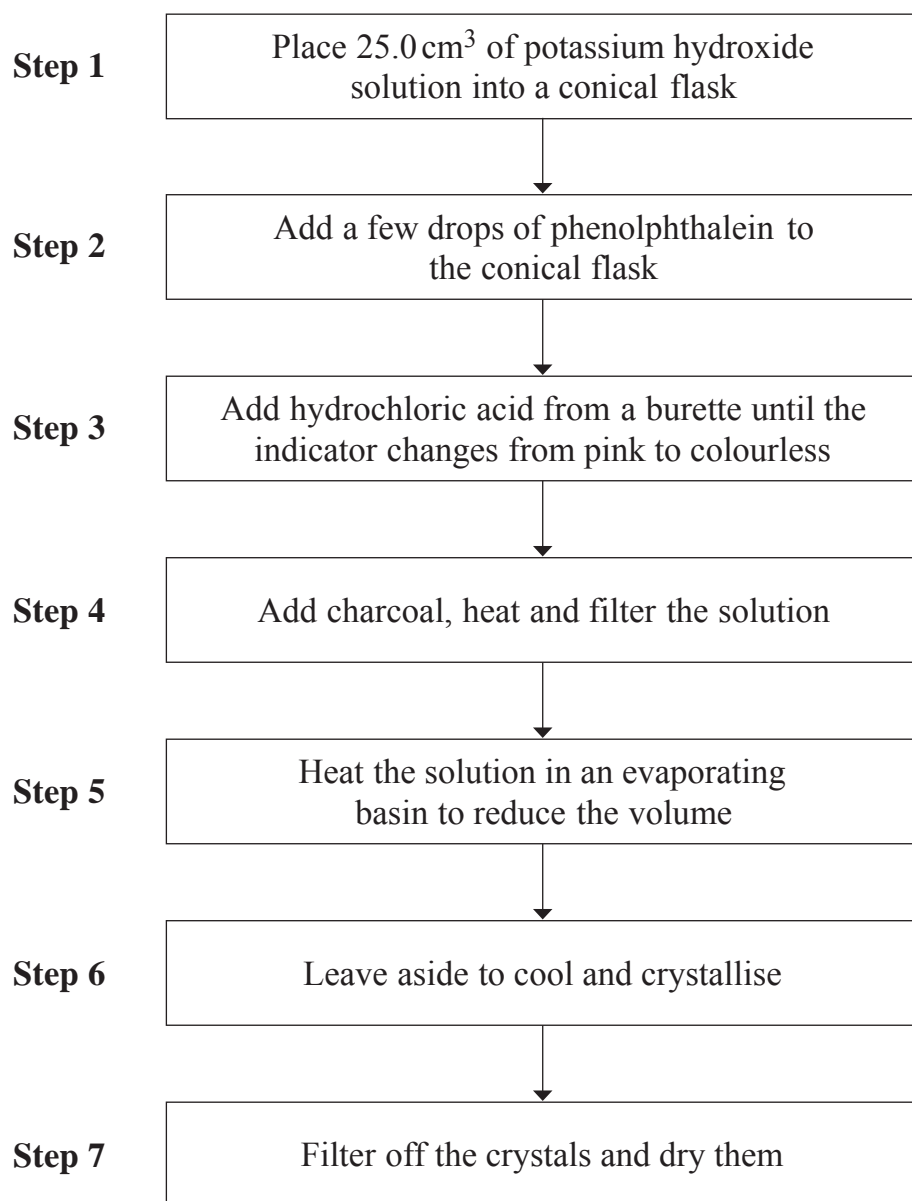 Step 1
Place 25.0 cm³ of potassium hydroxide
solution into a conical flask
Step 2
Add a few drops of phenolphthalein to
the conical flask
Step 3
Add hydrochloric acid from a burette until the
indicator changes from pink to colourless
Step 4
Add charcoal, heat and filter the solution
Step 5
Heat the solution in an evaporating
basin to reduce the volume
Step 6
Leave aside to cool and crystallise
Step 7
Filter off the crystals and dry them